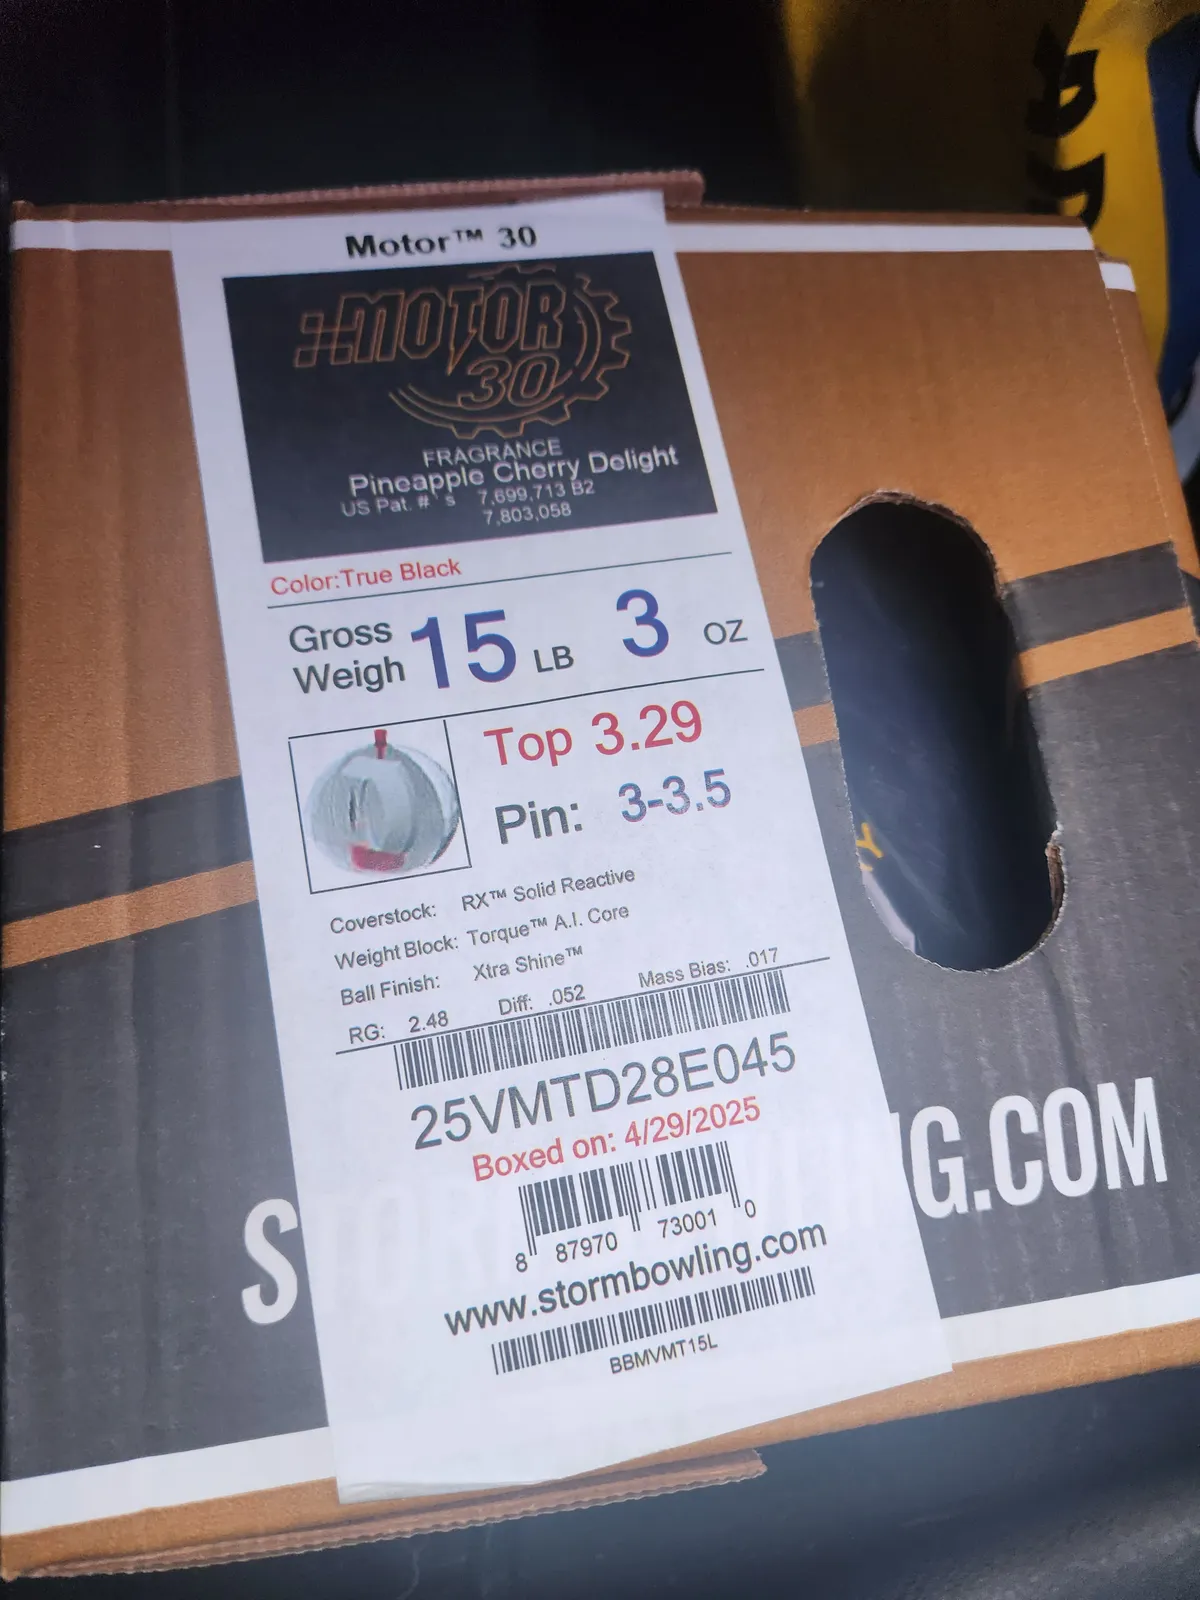 Motor™ 30
MOTOR
30
FRAGRANCE
Pineapple Cherry Delight
US Pat. #'s 7,699,713 B2
7,803,058
Color:True Black
Gross Weigh 15 LB 3 OZ
Top 3.29
Pin: 3-3.5
Coverstock: RX™ Solid Reactive
Weight Block: Torque™ A.I. Core
Ball Finish: Xtra Shine™
RG: 2.48 Diff: .052 Mass Bias: .017
25VMTD28E045
Boxed on: 4/29/2025
8 87970 73001 0
www.stormbowling.com
BBMVMT15L
S
NG.COM